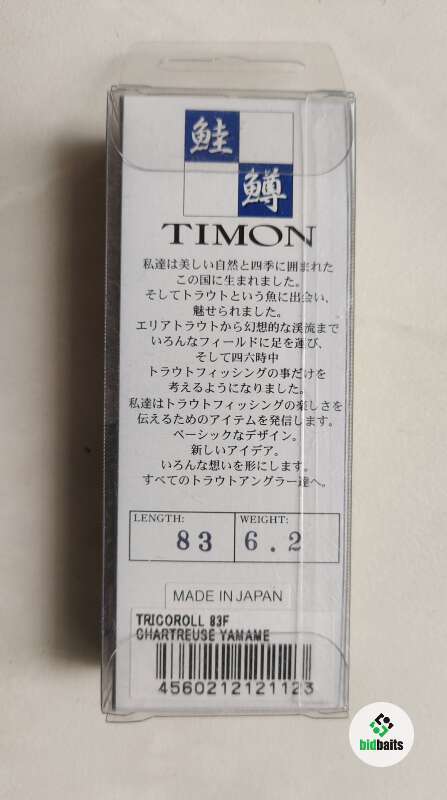 鮭
鱒
TIMON
私達は美しい自然と四季に囲まれた
この国に生まれました。
そしてトラウトという魚に出会い、
魅せられました。
エリアトラウトから幻想的な渓流まで
いろんなフィールドに足を運び、
そして四六時中
トラウトフィッシングの事だけを
考えるようになりました。
私達はトラウトフィッシングの楽しさを
伝えるためのアイテムを発信します。
ベーシックなデザイン。
新しいアイデア。
いろんな想いを形にします。
すべてのトラウトアングラー達へ。
LENGTH: WEIGHT:
83 6.2
MADE IN JAPAN
TRICOROLL 83F
CHARTREUSE YAMAME
4560212121123
bidbaits